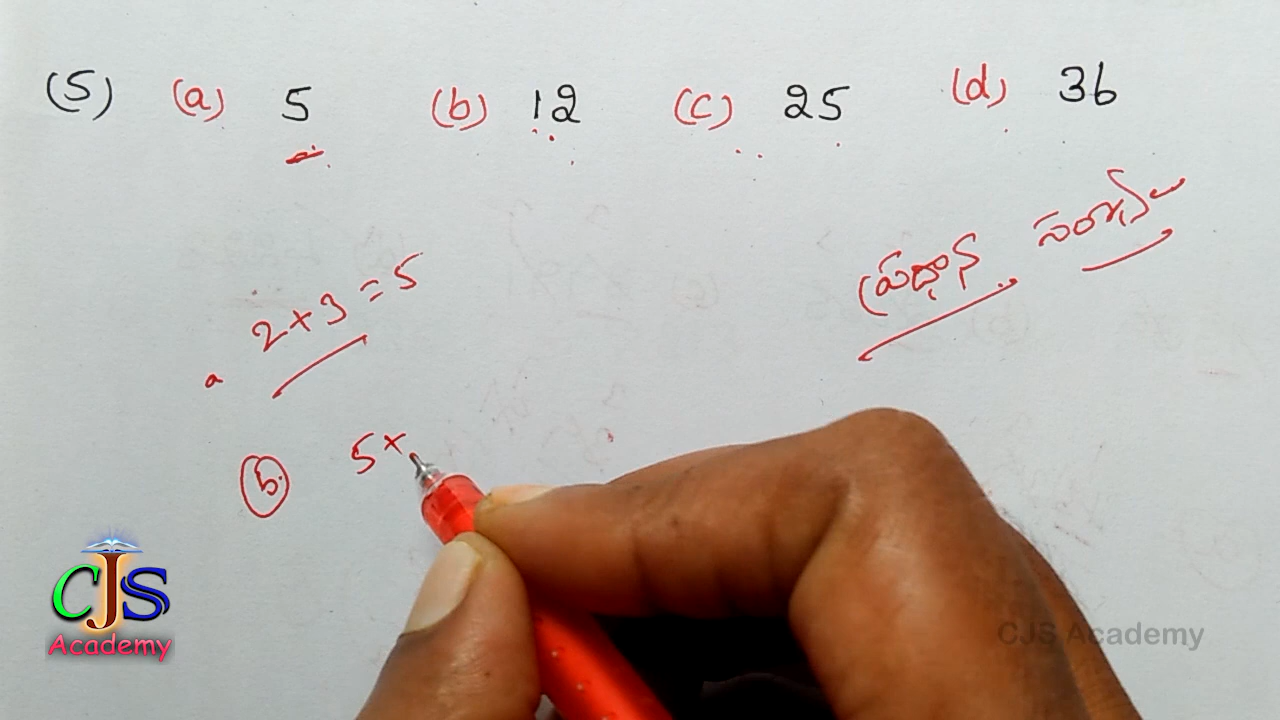 (5) (a) 5 (b) 12 (c) 25 (d) 36
ప్రధాన సంఖ్య
a 2+3=5
b. 5+
CJS
Academy
CJS Academy